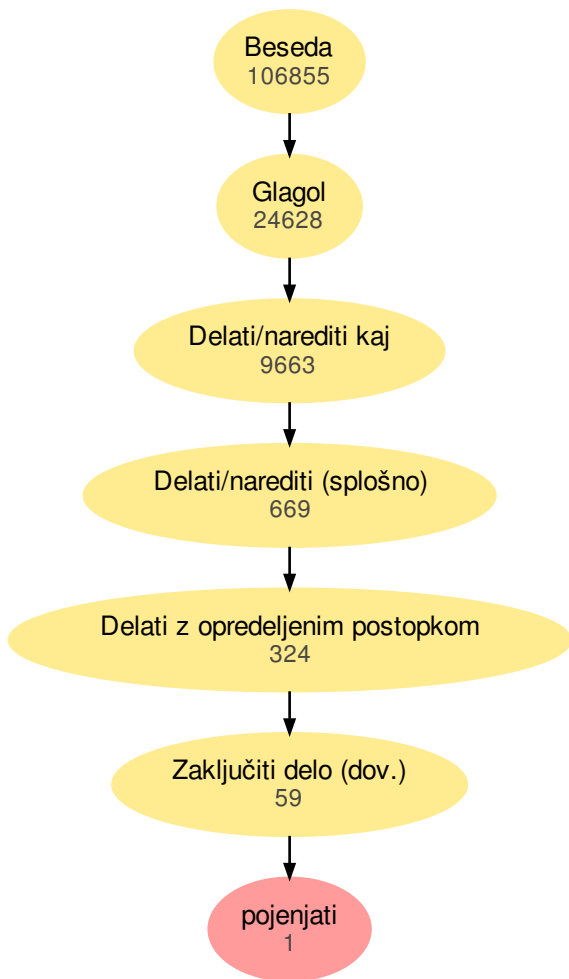 Beseda
106855
Glagol
24628
Delati/narediti kaj
9663
Delati/narediti (splošno)
669
Delati z opredeljenim postopkom
324
Zaključiti delo (dov.)
59
pojenjati
1